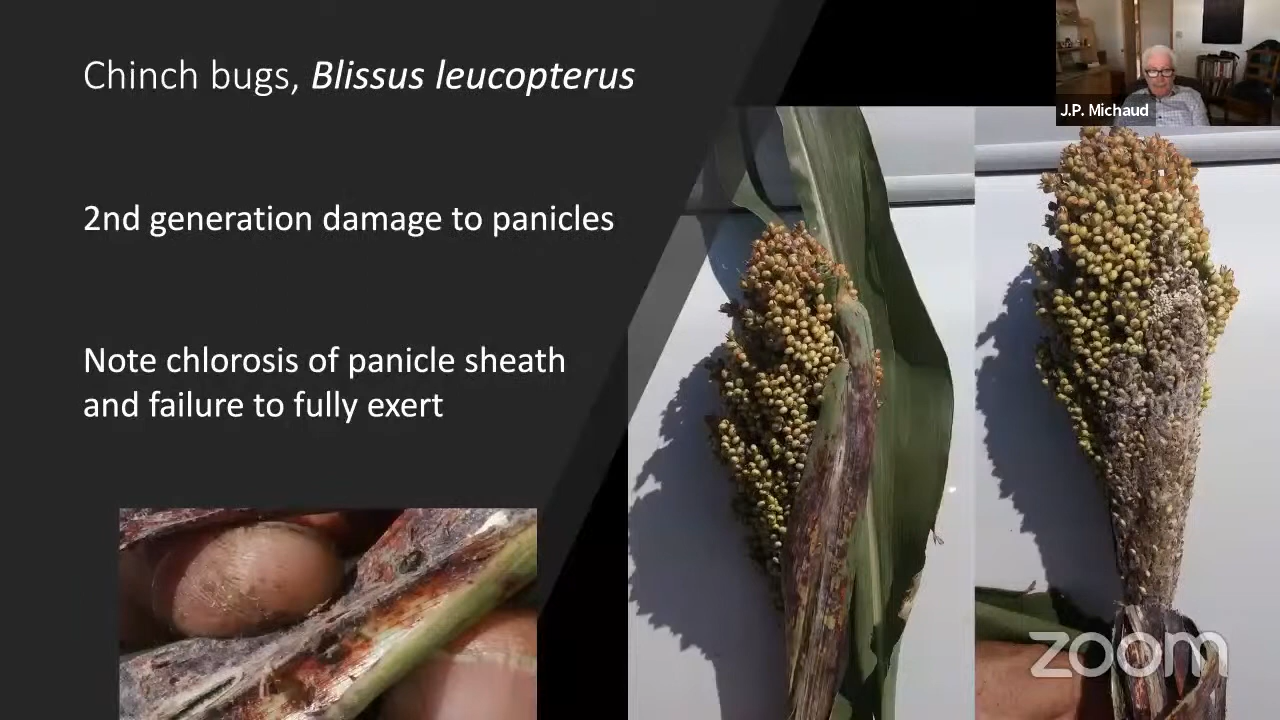 Chinch bugs, Blissus leucopterus
J.P. Michaud
2nd generation damage to panicles
Note chlorosis of panicle sheath
and failure to fully exert
zoom